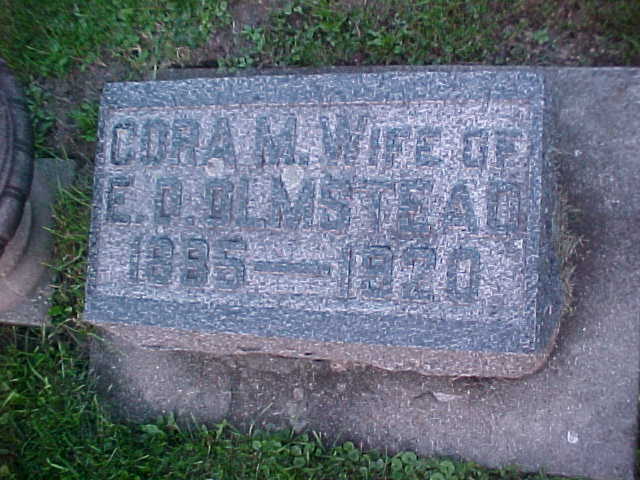 CORA M. WIFE OF
E. D. OLMSTEAD
1885—1920